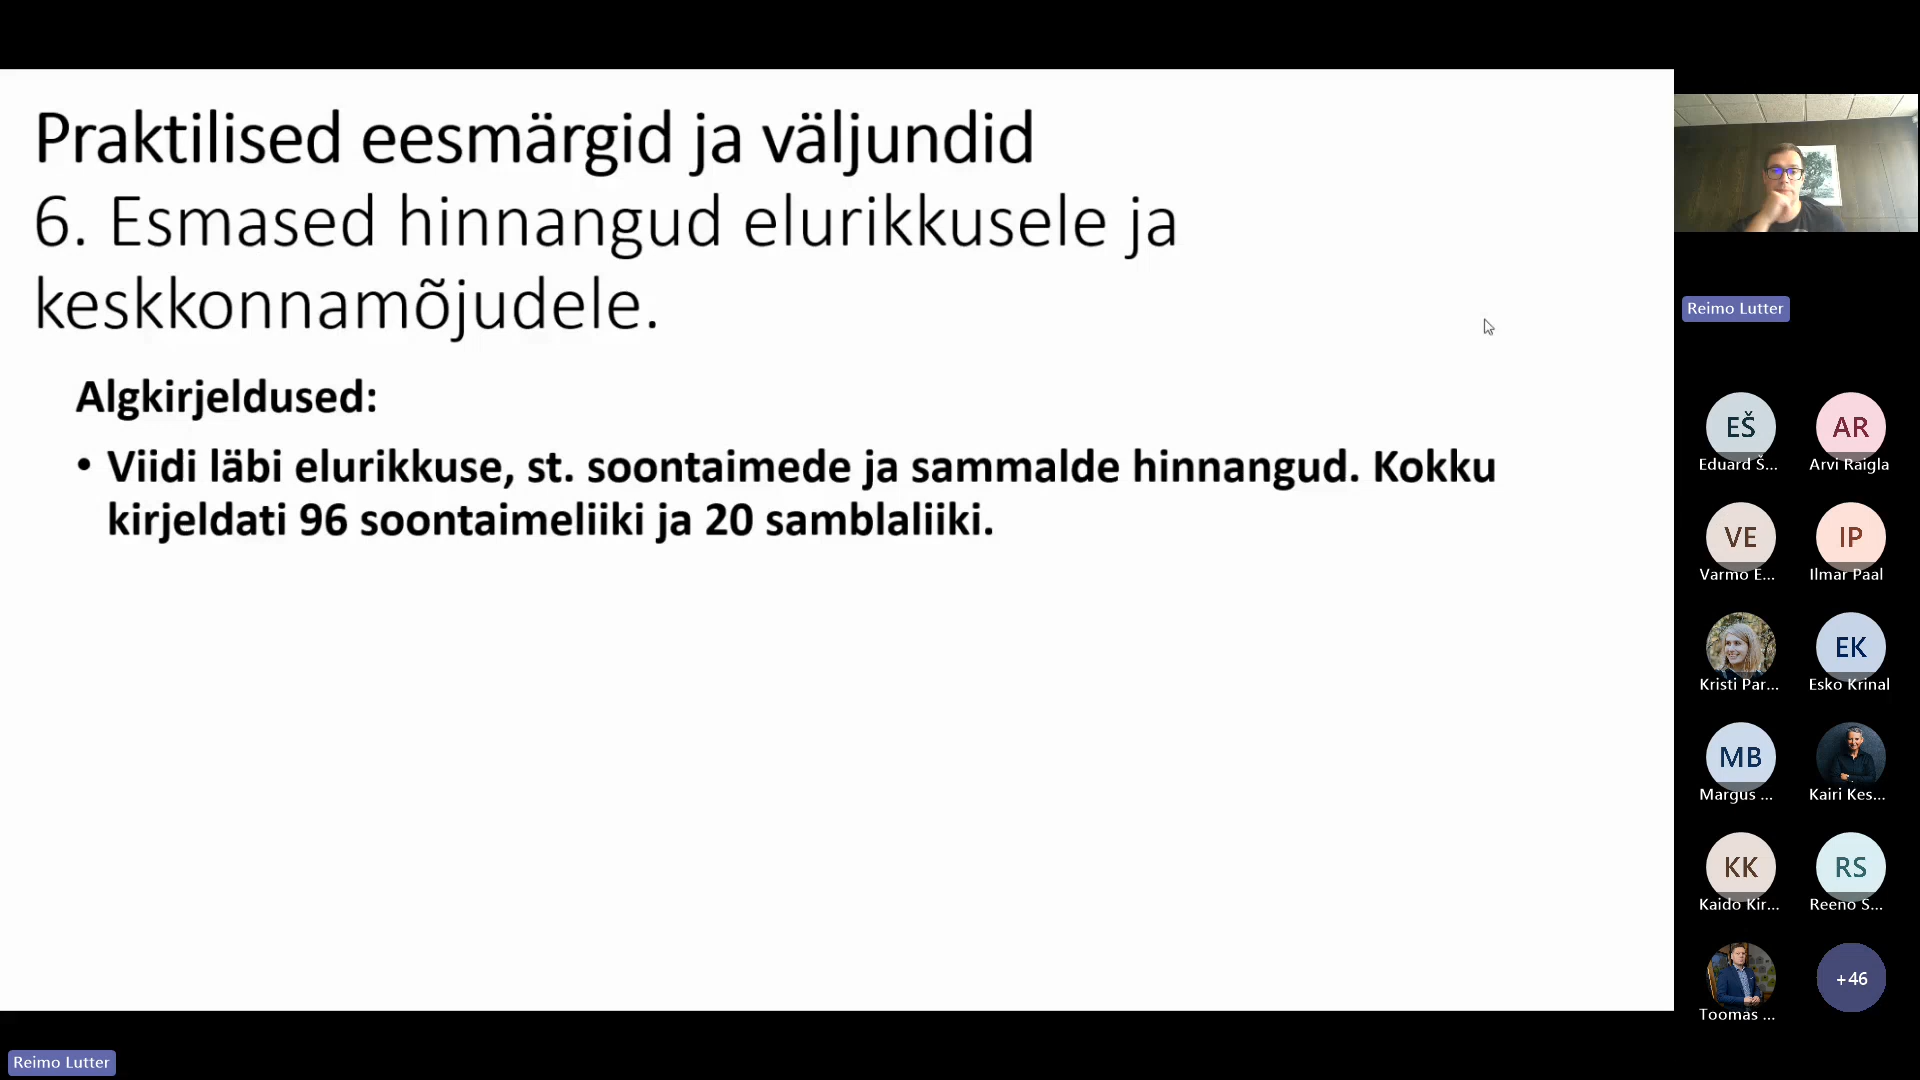 Praktilised eesmärgid ja väljundid
6. Esmased hinnangud elurikkusele ja
keskkonnamõjudele.
Algkirjeldused:
• Viidi läbi elurikkuse, st. soontaimede ja sammalde hinnangud. Kokku
kirjeldati 96 soontaimeliiki ja 20 samblaliiki.
Reimo Lutter
EŠ
AR
Eduard Š...
Arvi Raigla
VE
IP
Varmo E...
Ilmar Paal
EK
Kristi Par...
Esko Krinal
MB
Margus ...
Kairi Kes...
KK
RS
Kaido Kir...
Reeno S...
+46
Toomas ...
Reimo Lutter